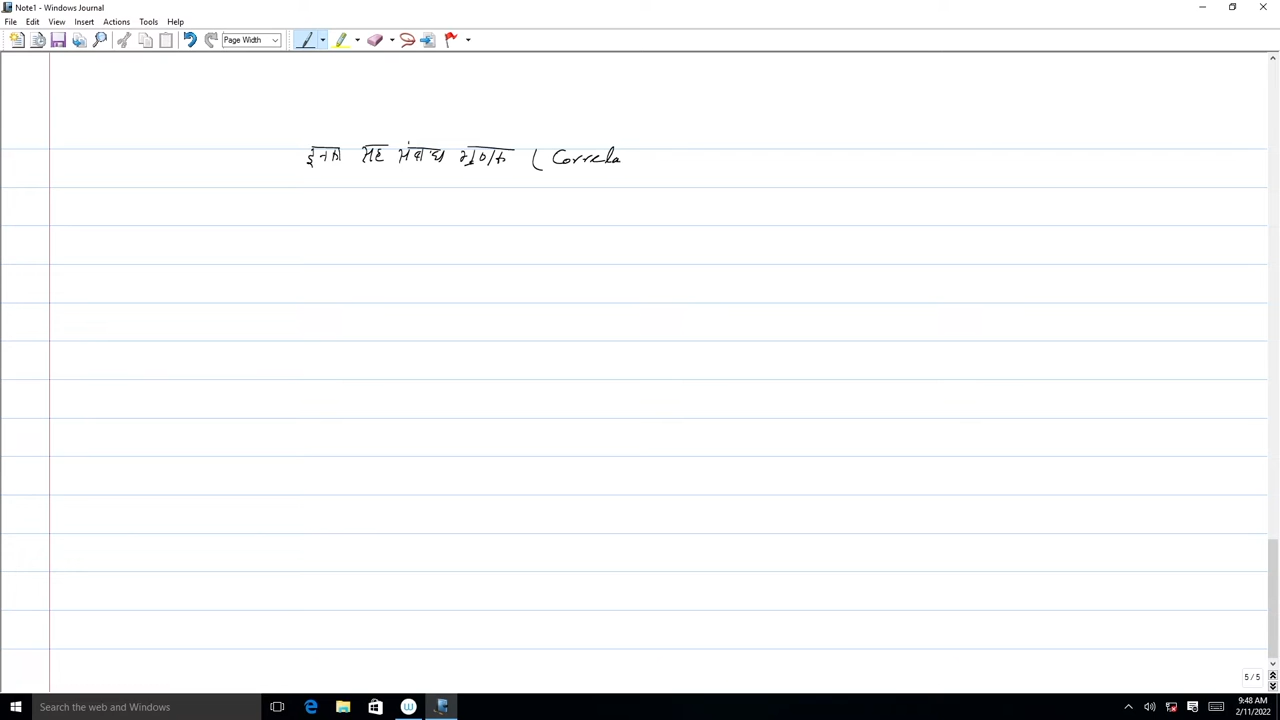 Note1 - Windows Journal
File Edit View Insert Actions Tools Help
Page Width
इनका सह संबंध गुणांक ( Correla
5 / 5
Search the web and Windows
9:48 AM
2/11/2022